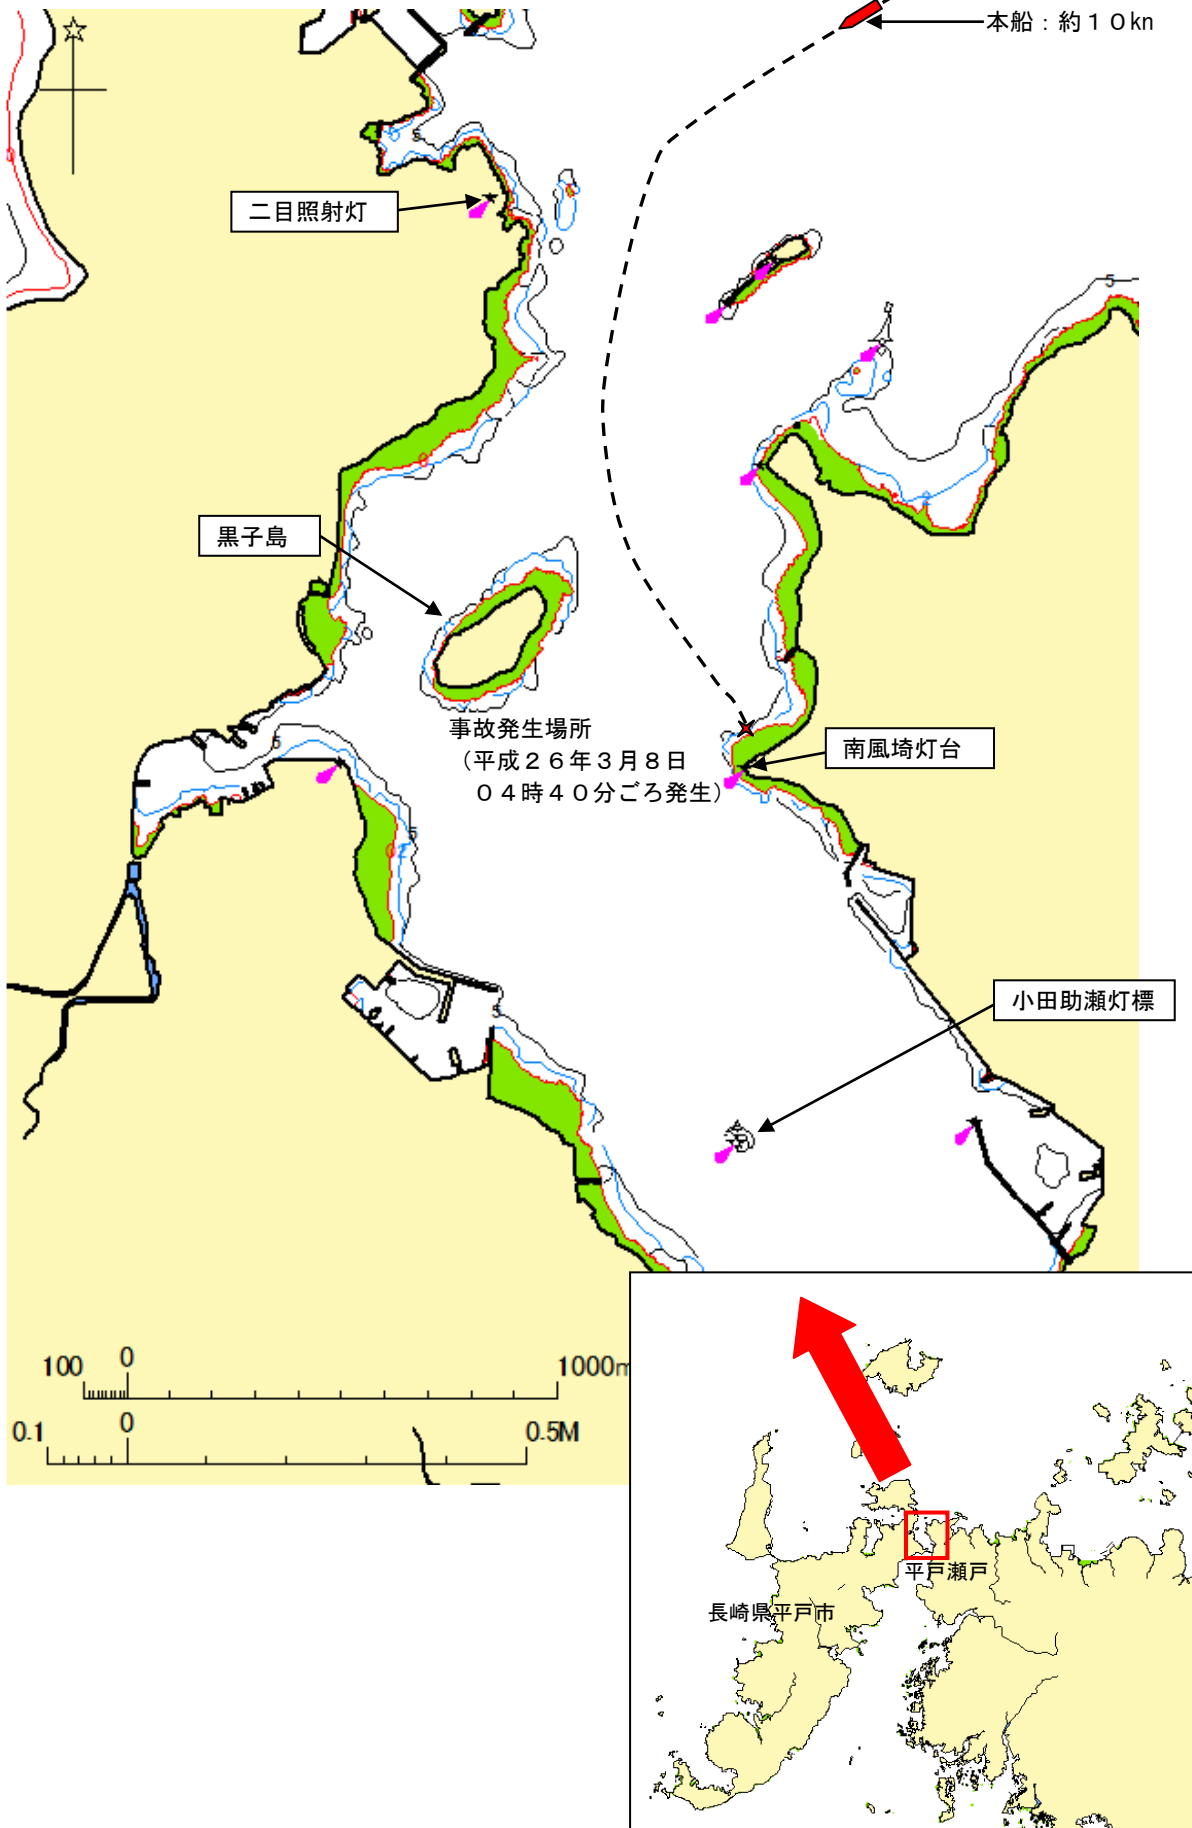 本船：約１０kn
二目照射灯
黒子島
事故発生場所
（平成２６年３月８日
０４時４０分ごろ発生）
南風埼灯台
小田助瀬灯標
5
5
5
5
100 0 1000m
0.1 0 0.5M
平戸瀬戸
長崎県平戸市